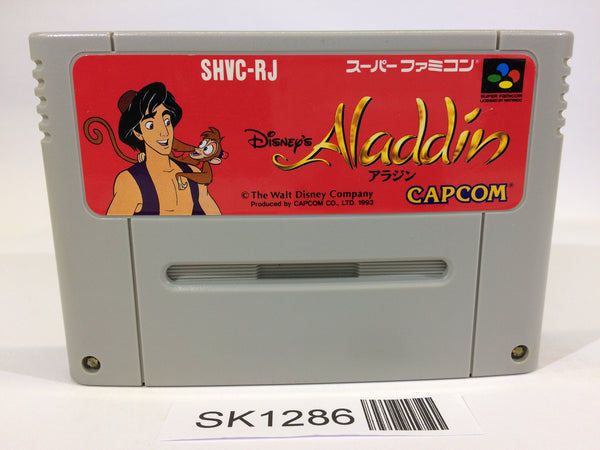 SHVC-RJ
スーパーファミコン
SUPER FAMICOM
LICENSED BY NINTENDO
Disney's Aladdin
アラジン
© The Walt Disney Company
Produced by CAPCOM CO., LTD. 1993
CAPCOM
SK1286